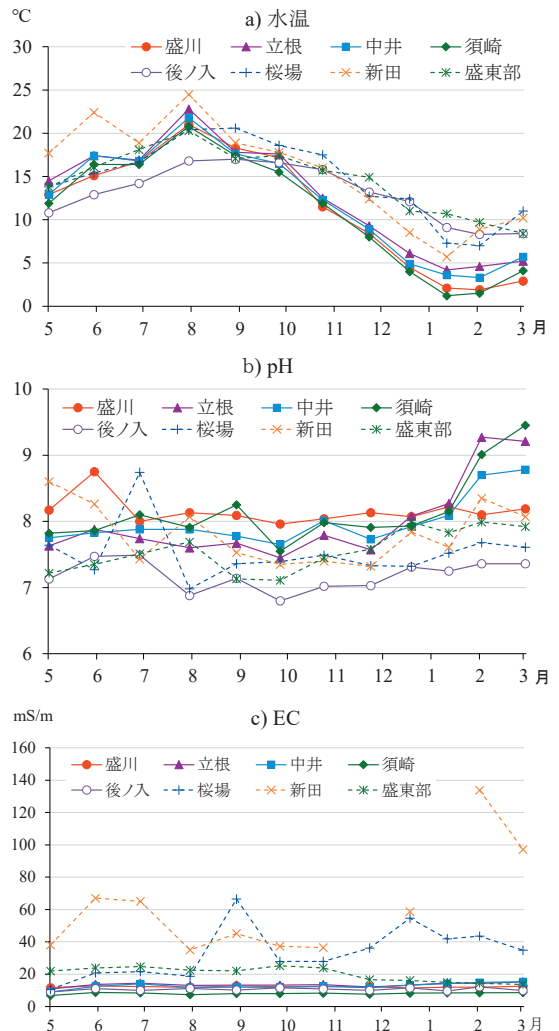 ℃
a) 水温
30
25
20
15
10
5
0
盛川 立根 中井 須崎
後ノ入 桜場 新田 盛東部
5 6 7 8 9 10 11 12 1 2 3 月
b) pH
10
9
8
7
6
盛川 立根 中井 須崎
後ノ入 桜場 新田 盛東部
5 6 7 8 9 10 11 12 1 2 3 月
mS/m
c) EC
160
140
120
100
80
60
40
20
0
盛川 立根 中井 須崎
後ノ入 桜場 新田 盛東部
5 6 7 8 9 10 11 12 1 2 3 月